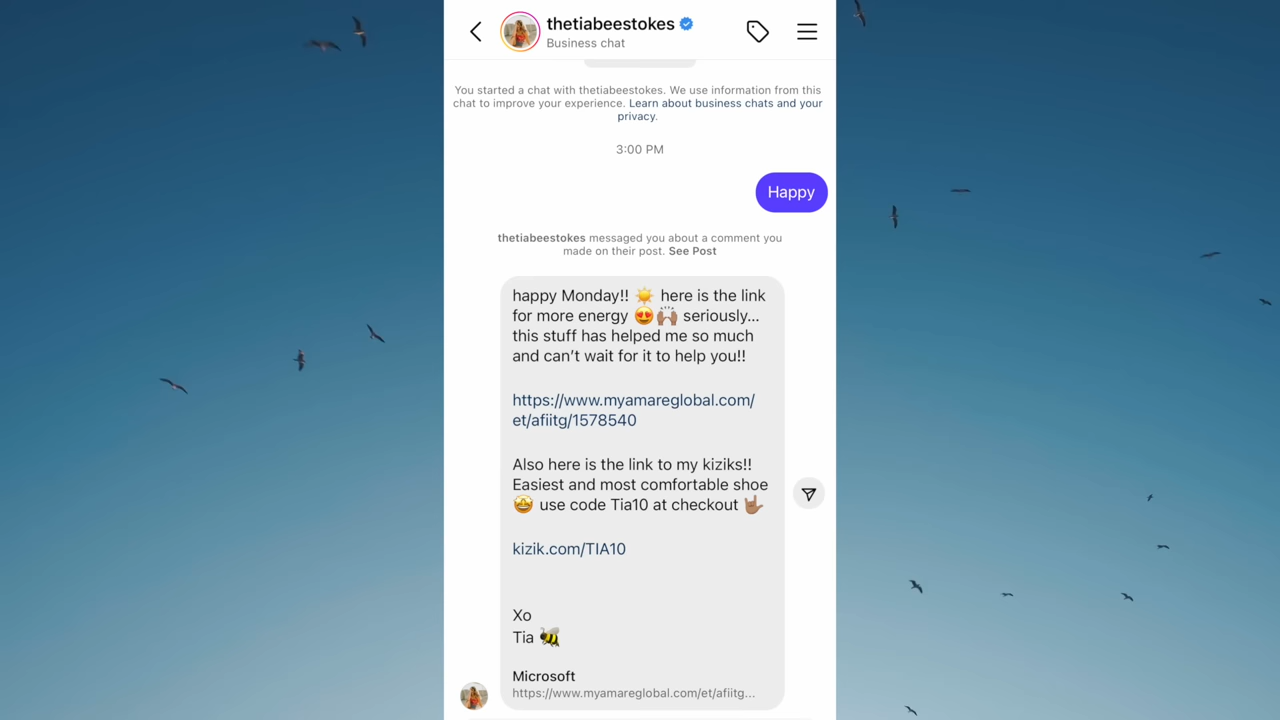 thetiabeestokes
Business chat
You started a chat with thetiabeestokes. We use information from this
chat to improve your experience. Learn about business chats and your
privacy.
3:00 PM
Happy
thetiabeestokes messaged you about a comment you
made on their post. See Post
happy Monday!! ☀️ here is the link
for more energy 😍🙌🏽 seriously...
this stuff has helped me so much
and can't wait for it to help you!!
https://www.myamareglobal.com/
et/afiitg/1578540
Also here is the link to my kiziks!!
Easiest and most comfortable shoe
🤩 use code Tia10 at checkout 🤟🏽
kizik.com/TIA10
Xo
Tia 🐝
Microsoft
https://www.myamareglobal.com/et/afiitg...